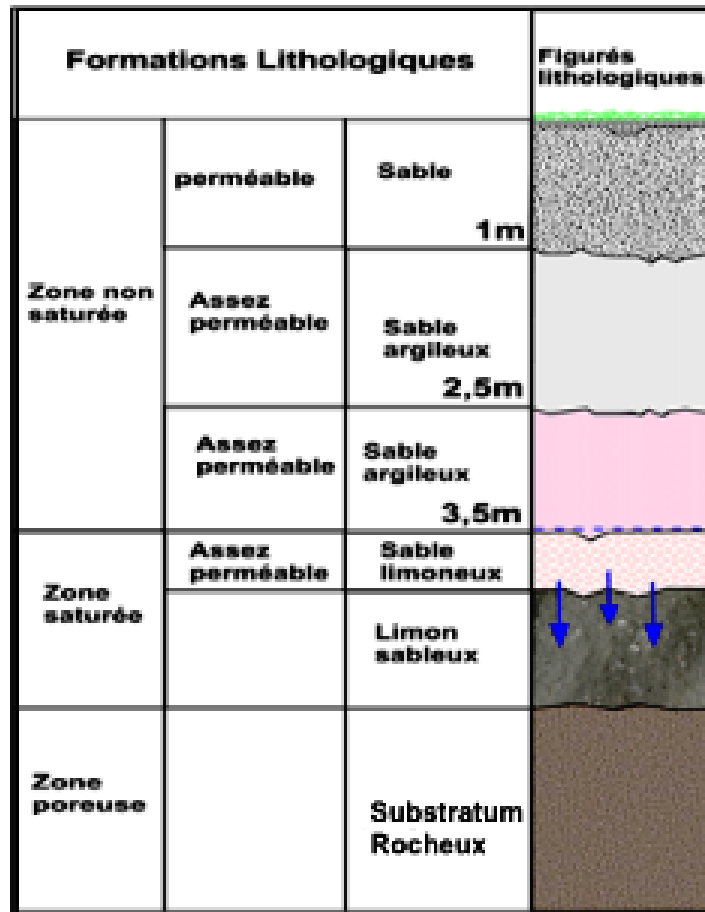 Formations Lithologiques
Figurés
lithologiques
perméable
Sable
1m
Zone non
saturée
Assez
perméable
Sable
argileux
2,5m
Assez
perméable
Sable
argileux
3,5m
Zone
saturée
Assez
perméable
Sable
limoneux
Limon
sableux
Zone
poreuse
Substratum
Rocheux